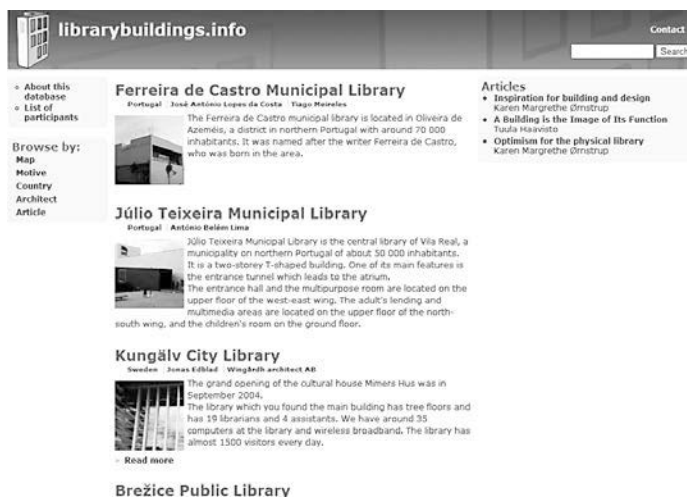 librarybuildings.info
Contact
Search
About this
database
List of
participants
Browse by:
Map
Motive
Country
Architect
Article
Ferreira de Castro Municipal Library
Portugal José António Lopes da Costa Tiago Meireles
The Ferreira de Castro municipal library is located in Oliveira de
Azeméis, a district in northern Portugal with around 70 000
inhabitants. It was named after the writer Ferreira de Castro,
who was born in the area.
Júlio Teixeira Municipal Library
Portugal António Belém Lima
Júlio Teixeira Municipal Library is the central library of Vila Real, a
municipality on northern Portugal of about 50 000 inhabitants.
It is a two-storey T-shaped building. One of its main features is
the entrance tunnel which leads to the atrium.
The entrance hall and the multipurpose room are located on the
upper floor of the west-east wing. The adult's lending and
multimedia areas are located on the upper floor of the north-
south wing, and the children's room on the ground floor.
Kungälv City Library
Sweden Jonas Edblad Wingårdh architect AB
The grand opening of the cultural house Mimers Hus was in
September 2004.
The library which you found the main building has tree floors and
has 19 librarians and 4 assistants. We have around 35
computers at the library and wireless broadband. The library has
almost 1500 visitors every day.
Read more
Brežice Public Library
Articles
Inspiration for building and design
Karen Margrethe Ørnstrup
A Building is the Image of Its Function
Tuula Haavisto
Optimism for the physical library
Karen Margrethe Ørnstrup